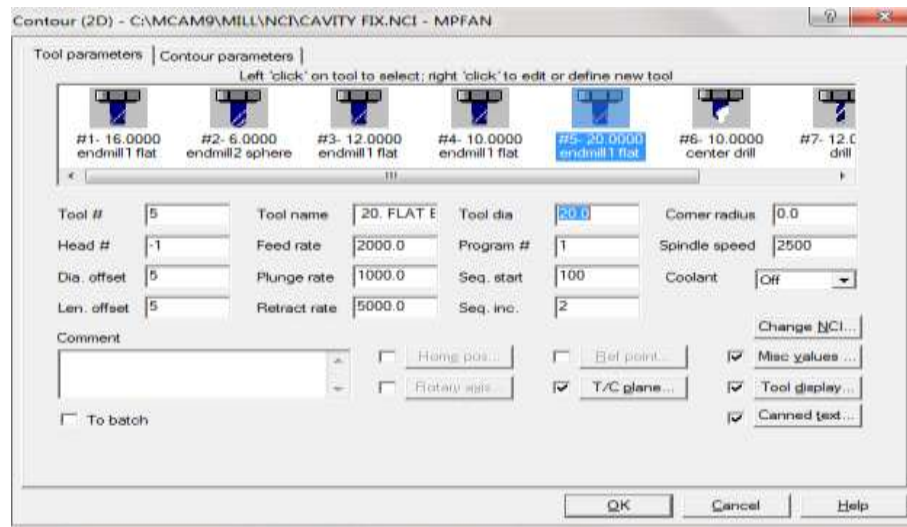 Contour (2D) - C:\MCAM9\MILL\NCI\CAVITY FIX.NCI - MPFAN
Tool parameters Contour parameters
Left 'click' on tool to select; right 'click' to edit or define new tool
#1- 16.0000 #2- 6.0000 #3- 12.0000 #4- 10.0000 #5- 20.0000 #6- 10.0000 #7- 12.0
endmill1 flat endmill2 sphere endmill1 flat endmill1 flat endmill1 flat center drill drill
Tool # 5 Tool name 20. FLAT E Tool dia 20.0 Corner radius 0.0
Head # -1 Feed rate 2000.0 Program # 1 Spindle speed 2500
Dia. offset 5 Plunge rate 1000.0 Seq. start 100 Coolant Off
Len. offset 5 Retract rate 5000.0 Seq. inc. 2
Change NCI...
Comment
Home pos... Ref point... Misc values ...
Rotary axis... T/C plane... Tool display...
To batch Canned text...
OK Cancel Help